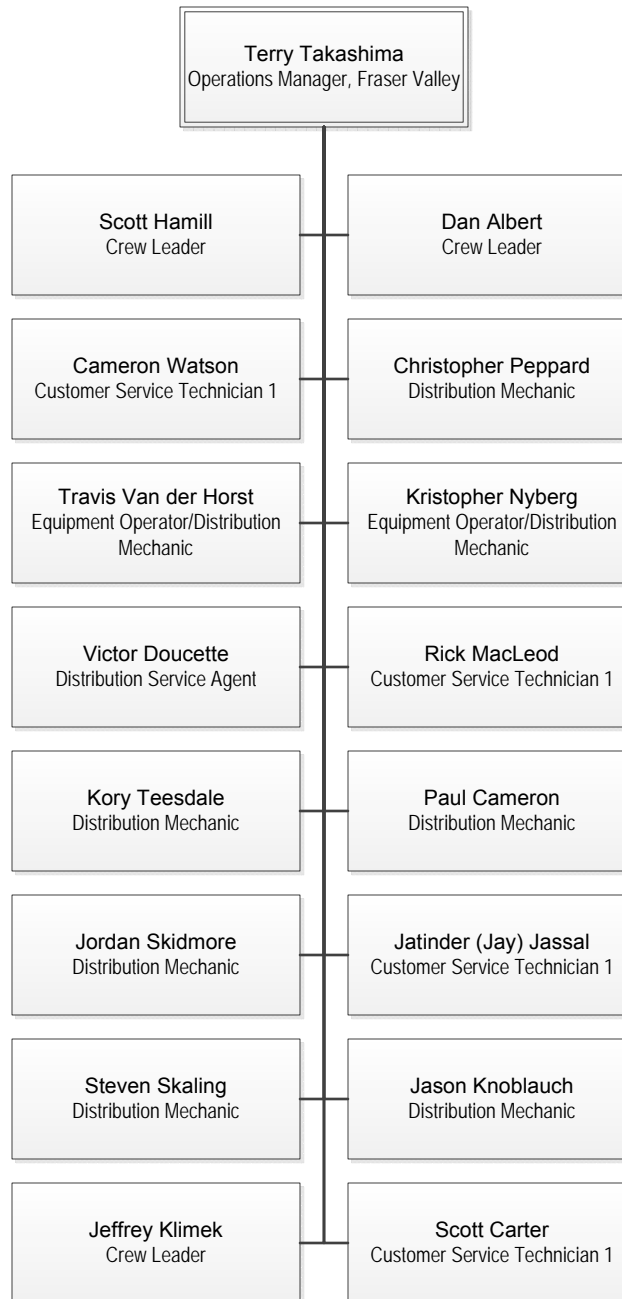 Terry Takashima
Operations Manager, Fraser Valley
Scott Hamill
Crew Leader
Dan Albert
Crew Leader
Cameron Watson
Customer Service Technician 1
Christopher Peppard
Distribution Mechanic
Travis Van der Horst
Equipment Operator/Distribution
Mechanic
Kristopher Nyberg
Equipment Operator/Distribution
Mechanic
Victor Doucette
Distribution Service Agent
Rick MacLeod
Customer Service Technician 1
Kory Teesdale
Distribution Mechanic
Paul Cameron
Distribution Mechanic
Jordan Skidmore
Distribution Mechanic
Jatinder (Jay) Jassal
Customer Service Technician 1
Steven Skaling
Distribution Mechanic
Jason Knoblauch
Distribution Mechanic
Jeffrey Klimek
Crew Leader
Scott Carter
Customer Service Technician 1